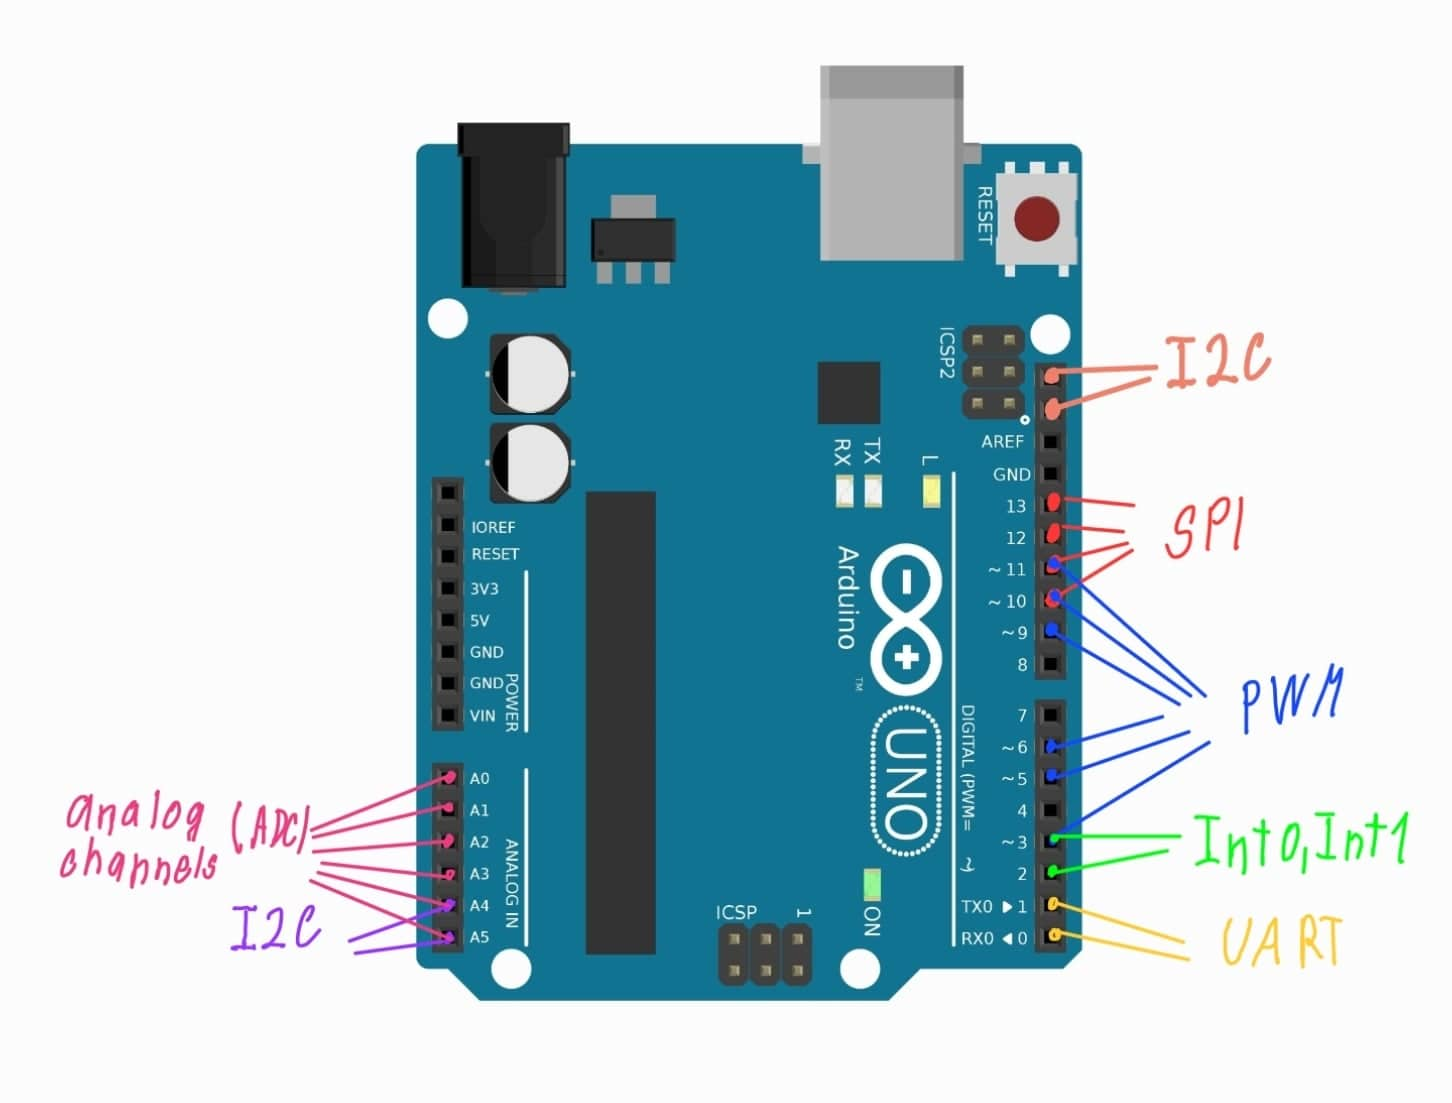 RESET
ICSP2
I2C
AREF
GND
RX
TX
L
13
12
~ 11
~ 10
~ 9
8
SPI
IOREF
RESET
3V3
5V
GND
GND
VIN
POWER
Arduino
TM
UNO
DIGITAL (PWM= ~)
7
~ 6
~ 5
4
~ 3
2
TX0 ▶ 1
RX0 ◀ 0
PWM
Int0,Int1
UART
analog (ADC)
channels
I2C
A0
A1
A2
A3
A4
A5
ANALOG IN
ICSP
1
ON